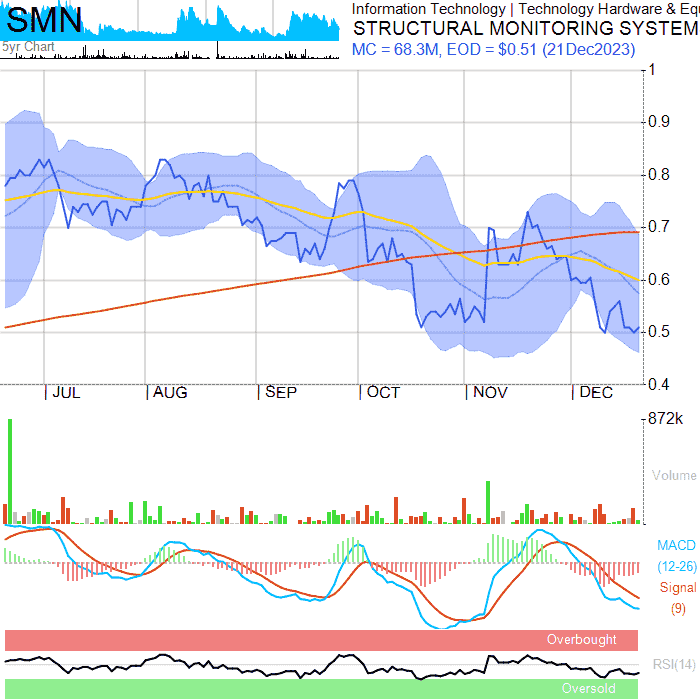 SMN
Information Technology | Technology Hardware & Equ
STRUCTURAL MONITORING SYSTEM
5yr Chart
MC = 68.3M, EOD = $0.51 (21Dec2023)
1
0.9
0.8
0.7
0.6
0.5
0.4
| JUL | AUG | SEP | OCT | NOV | DEC
872k
Volume
MACD
(12-26)
Signal
(9)
Overbought
RSI(14)
Oversold